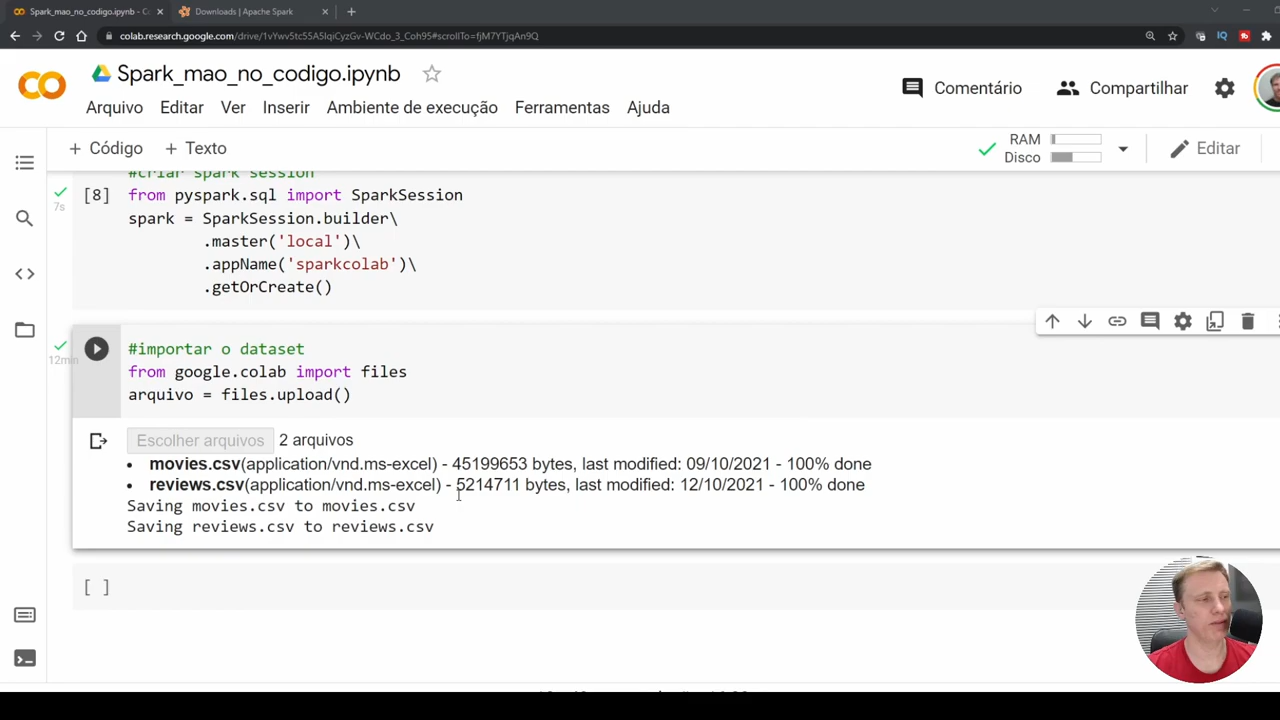 Spark_mao_no_codigo.ipynb - C
Downloads | Apache Spark
colab.research.google.com/drive/1vYwv5tc5SA5IqiCyzGv-WCdo_3_Coh95#scrollTo=fjM7YTjqAn9Q
Spark_mao_no_codigo.ipynb
Comentário
Compartilhar
Arquivo Editar Ver Inserir Ambiente de execução Ferramentas Ajuda
+ Código + Texto
RAM
Disco
Editar
#criar spark session
[8] from pyspark.sql import SparkSession
7s
spark = SparkSession.builder\
.master('local')\
.appName('sparkcolab')\
.getOrCreate()
#importar o dataset
12min
from google.colab import files
arquivo = files.upload()
Escolher arquivos 2 arquivos
• movies.csv(application/vnd.ms-excel) - 45199653 bytes, last modified: 09/10/2021 - 100% done
• reviews.csv(application/vnd.ms-excel) - 5214711 bytes, last modified: 12/10/2021 - 100% done
Saving movies.csv to movies.csv
Saving reviews.csv to reviews.csv
[ ]